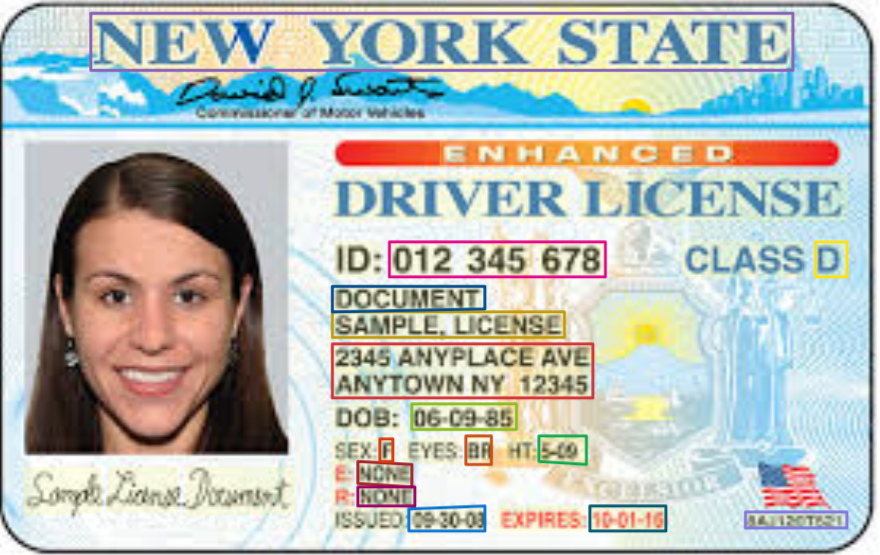 NEW YORK STATE
Commissioner of Motor Vehicles
ENHANCED
DRIVER LICENSE
ID: 012 345 678 CLASS D
DOCUMENT
SAMPLE, LICENSE
2345 ANYPLACE AVE
ANYTOWN NY 12345
DOB: 06-09-85
SEX: F EYES: BR HT: 5-09
E: NONE
R: NONE
ISSUED: 09-30-08 EXPIRES: 10-01-16
Sample License Document